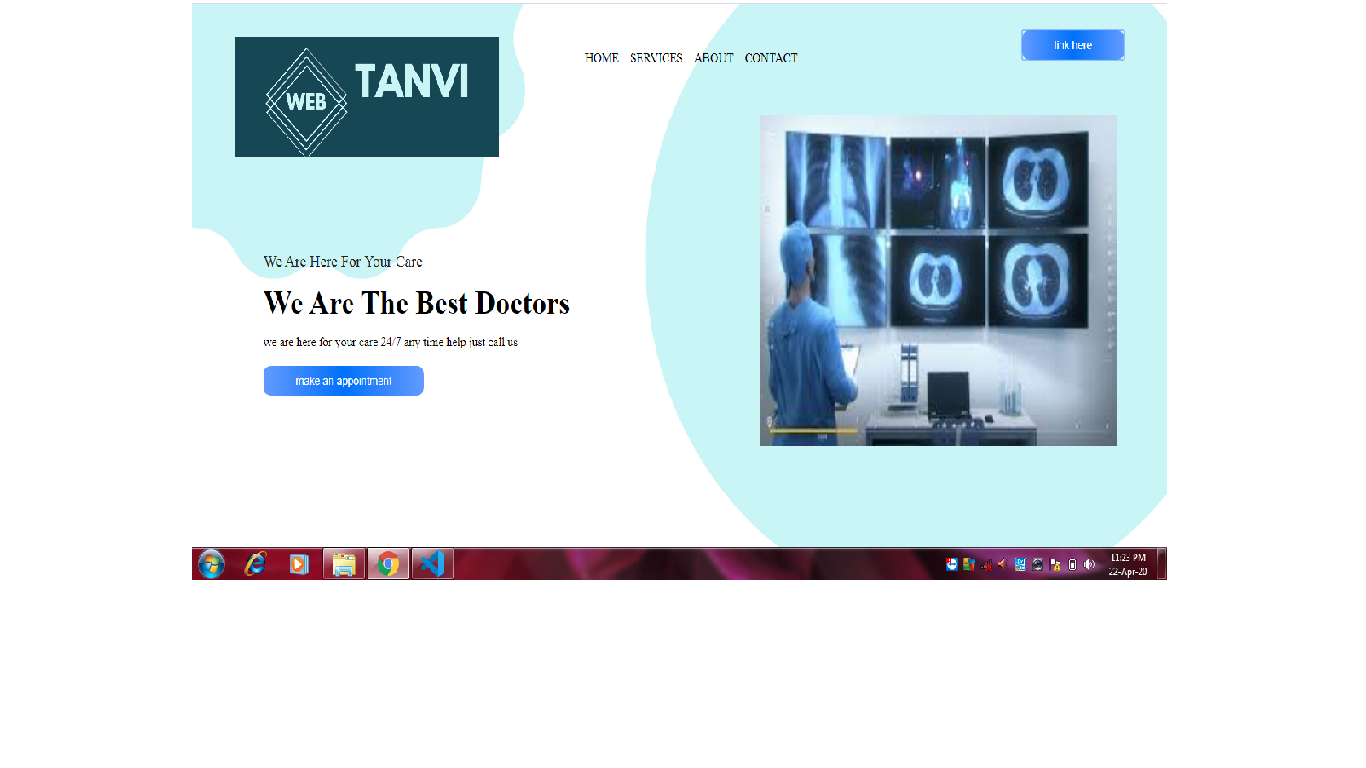 WEB
TANVI
HOME SERVICES ABOUT CONTACT
link here
We Are Here For Your Care
We Are The Best Doctors
we are here for your care 24/7 any time help just call us
make an appointment
11:23 PM
22-Apr-20